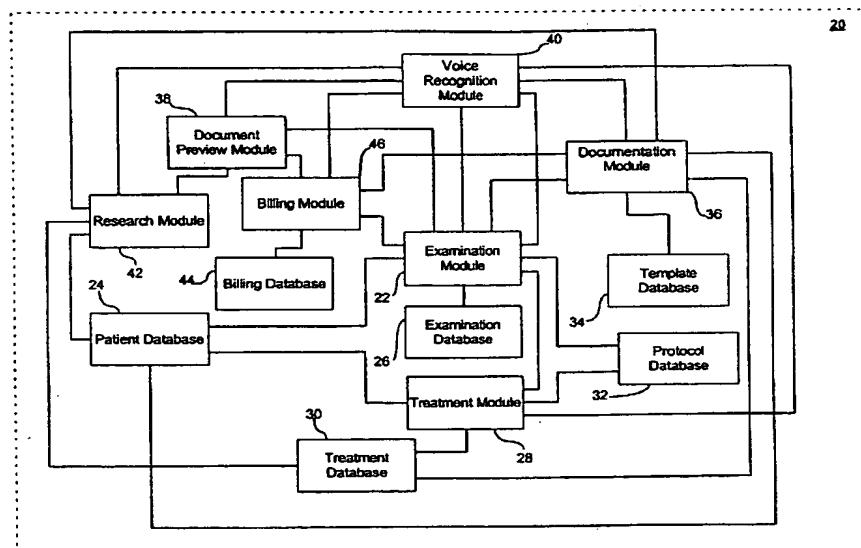 20
40
Voice
Recognition
Module
38
Document
Preview Module
46
Documentation
Module
36
Billing Module
Research Module
42
Examination
Module
22
44
Billing Database
Template
Database
34
24
Patient Database
Examination
Database
26
Protocol
Database
32
Treatment Module
28
30
Treatment
Database